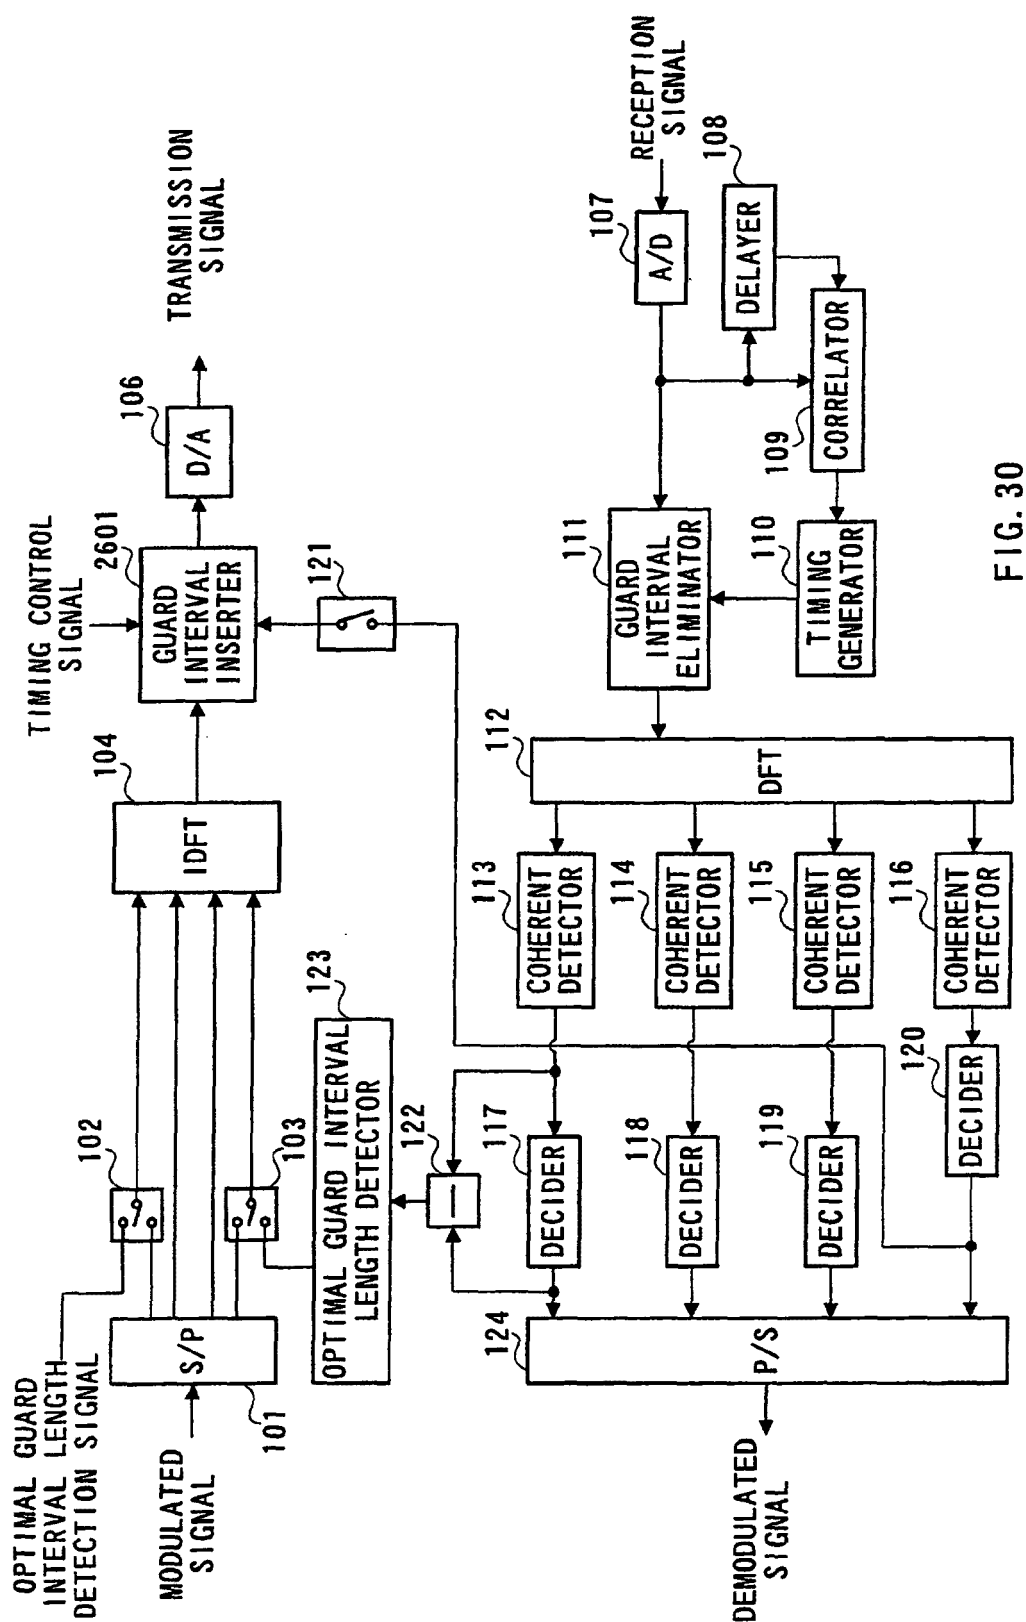 OPTIMAL GUARD
INTERVAL LENGTH
DETECTION SIGNAL
MODULATED
SIGNAL
101
S/P
102
103
104
IDFT
TIMING CONTROL
SIGNAL
2601
GUARD
INTERVAL
INSERTER
106
D/A
TRANSMISSION
SIGNAL
121
123
OPTIMAL GUARD INTERVAL
LENGTH DETECTOR
122
DEMODULATED
SIGNAL
124
P/S
117
DECIDER
118
DECIDER
119
DECIDER
120
DECIDER
113
COHERENT
DETECTOR
114
COHERENT
DETECTOR
115
COHERENT
DETECTOR
116
COHERENT
DETECTOR
112
DFT
111
GUARD
INTERVAL
ELIMINATOR
110
TIMING
GENERATOR
107
A/D
RECEPTION
SIGNAL
108
DELAYER
109
CORRELATOR
FIG. 30